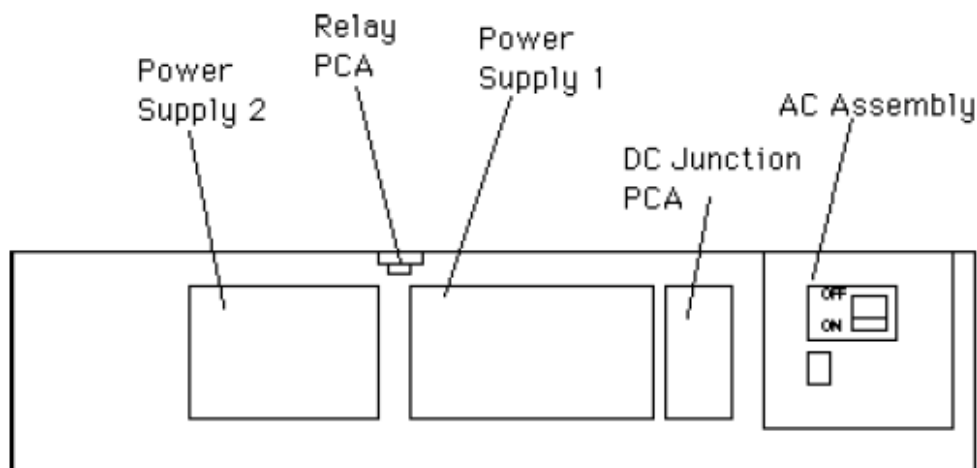 Relay
PCA
Power
Supply 1
Power
Supply 2
AC Assembly
DC Junction
PCA
OFF
ON